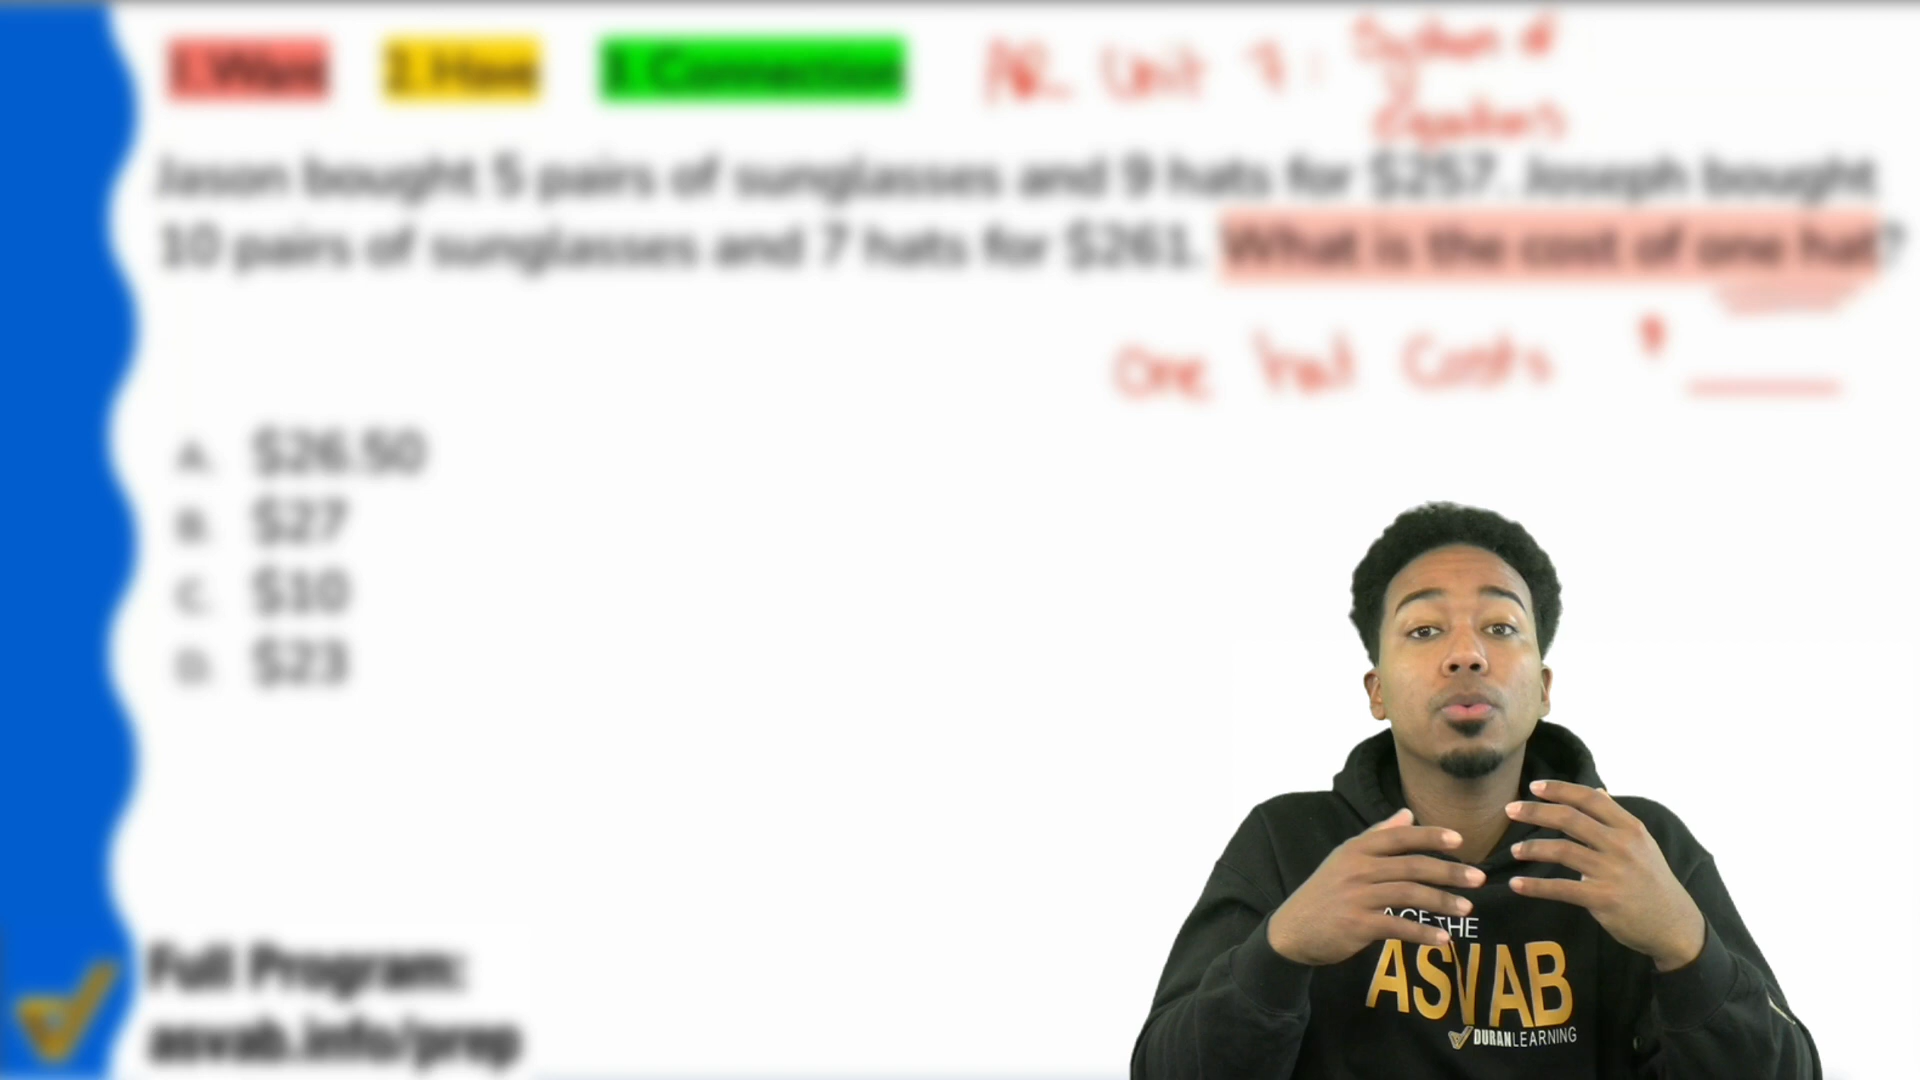 1. Want 2. Have 3. Connection AR Unit 7: System of
Equations
Jason bought 5 pairs of sunglasses and 9 hats for $257. Joseph bought
10 pairs of sunglasses and 7 hats for $261. What is the cost of one hat?
One hat Costs $
A. $26.50
B. $27
C. $10
D. $23
ACE THE
ASVAB
DURANLEARNING
Full Program:
asvab.info/prep